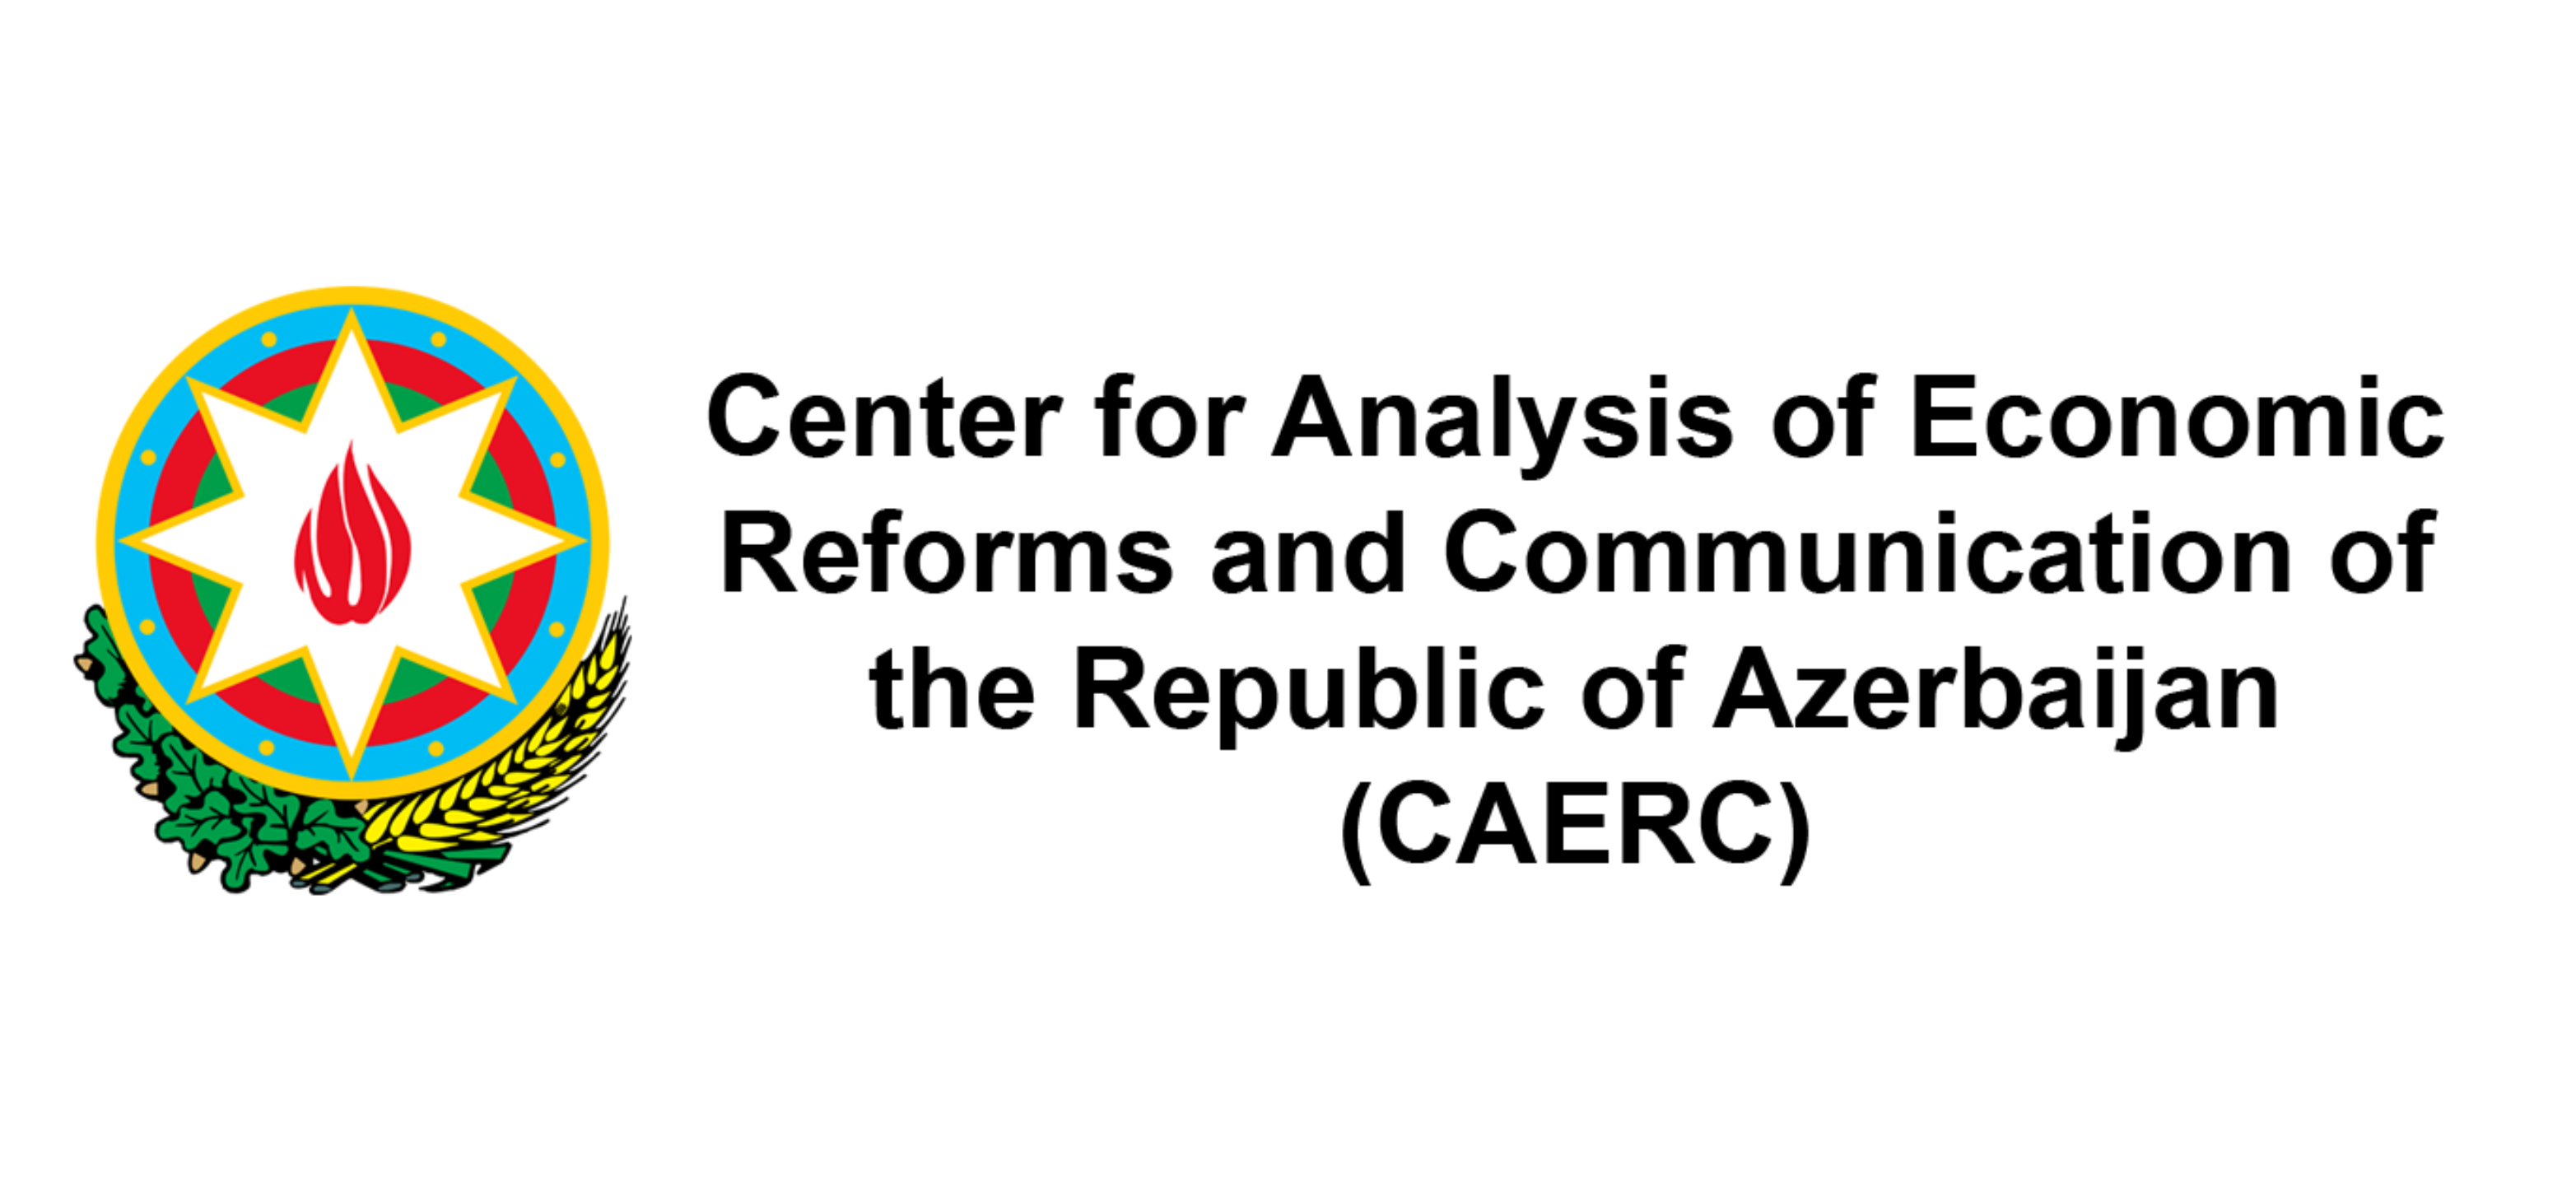 Center for Analysis of Economic
Reforms and Communication of
the Republic of Azerbaijan
(CAERC)